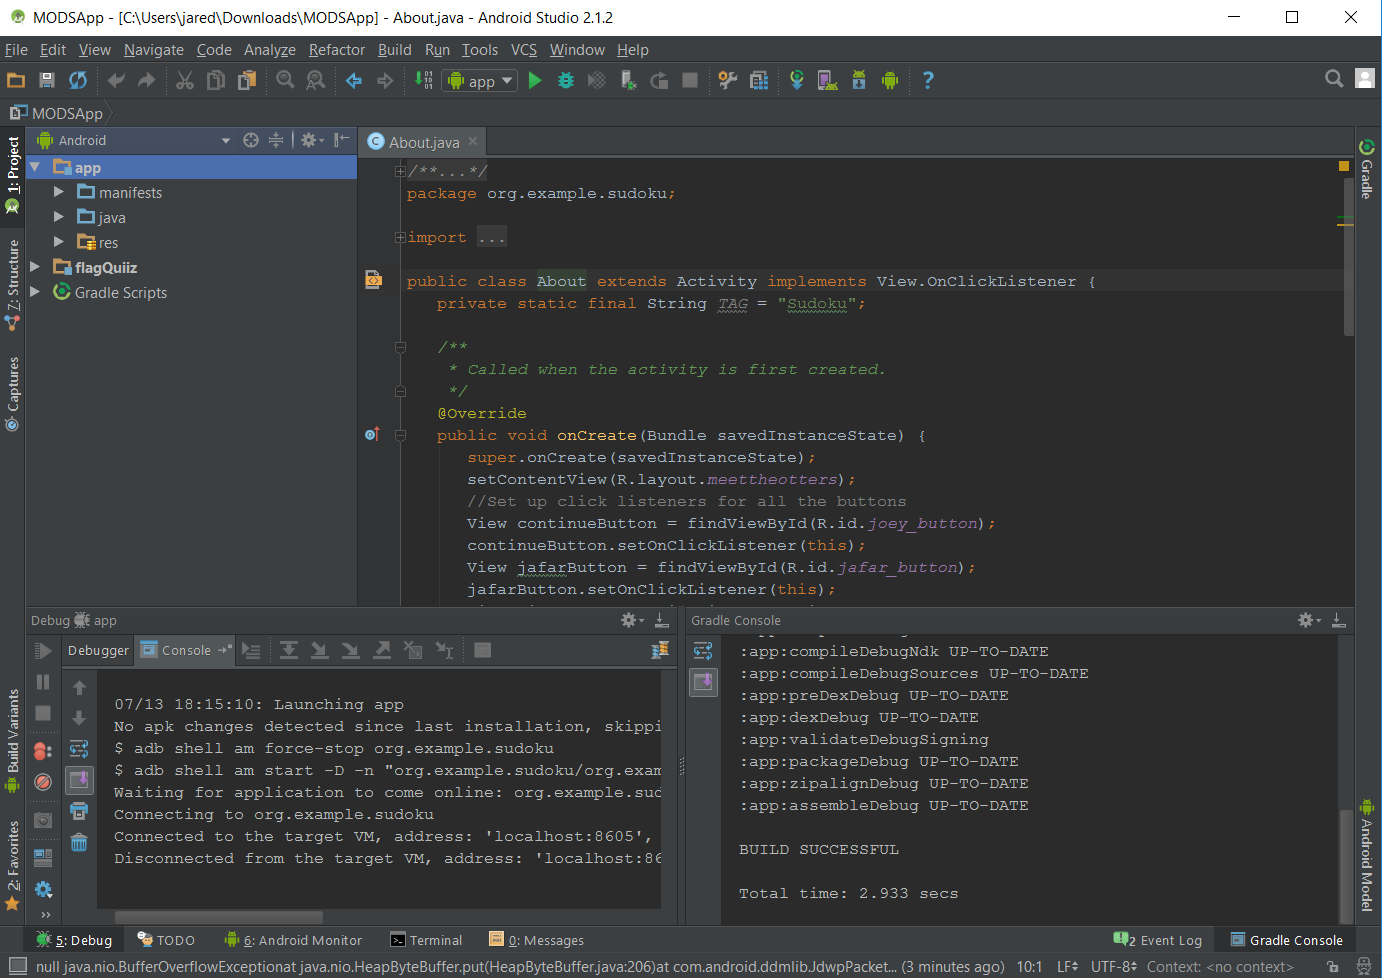 MODSApp - [C:\Users\jared\Downloads\MODSApp] - About.java - Android Studio 2.1.2
File Edit View Navigate Code Analyze Refactor Build Run Tools VCS Window Help
app
MODSApp
1: Project
Z: Structure
Captures
Build Variants
2: Favorites
Android
app
manifests
java
res
flagQuiiz
Gradle Scripts
About.java
/**...*/
package org.example.sudoku;
import ...
public class About extends Activity implements View.OnClickListener {
private static final String TAG = "Sudoku";
/**
* Called when the activity is first created.
*/
@Override
public void onCreate(Bundle savedInstanceState) {
super.onCreate(savedInstanceState);
setContentView(R.layout.meettheotters);
//Set up click listeners for all the buttons
View continueButton = findViewById(R.id.joey_button);
continueButton.setOnClickListener(this);
View jafarButton = findViewById(R.id.jafar_button);
jafarButton.setOnClickListener(this);
Gradle
Android Model
Debug app
Debugger Console
07/13 18:15:10: Launching app
No apk changes detected since last installation, skippi
$ adb shell am force-stop org.example.sudoku
$ adb shell am start -D -n "org.example.sudoku/org.exam
Waiting for application to come online: org.example.sud
Connecting to org.example.sudoku
Connected to the target VM, address: 'localhost:8605',
Disconnected from the target VM, address: 'localhost:86
Gradle Console
:app:compileDebugNdk UP-TO-DATE
:app:compileDebugSources UP-TO-DATE
:app:preDexDebug UP-TO-DATE
:app:dexDebug UP-TO-DATE
:app:validateDebugSigning
:app:packageDebug UP-TO-DATE
:app:zipalignDebug UP-TO-DATE
:app:assembleDebug UP-TO-DATE
BUILD SUCCESSFUL
Total time: 2.933 secs
5: Debug TODO 6: Android Monitor Terminal 0: Messages 2 Event Log Gradle Console
null java.nio.BufferOverflowExceptionat java.nio.HeapByteBuffer.put(HeapByteBuffer.java:206)at com.android.ddmlib.JdwpPacket... (3 minutes ago) 10:1 LF UTF-8 Context: <no context>